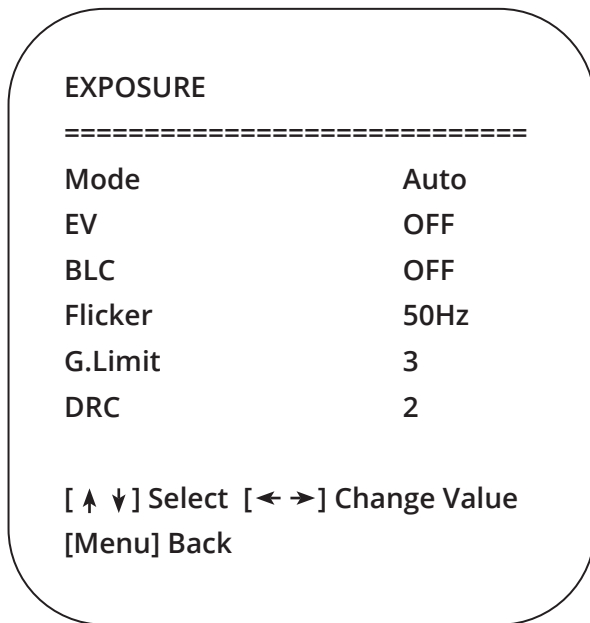 EXPOSURE
=============================
Mode Auto
EV OFF
BLC OFF
Flicker 50Hz
G.Limit 3
DRC 2
[ ↑ ↓ ] Select [ ← → ] Change Value
[Menu] Back